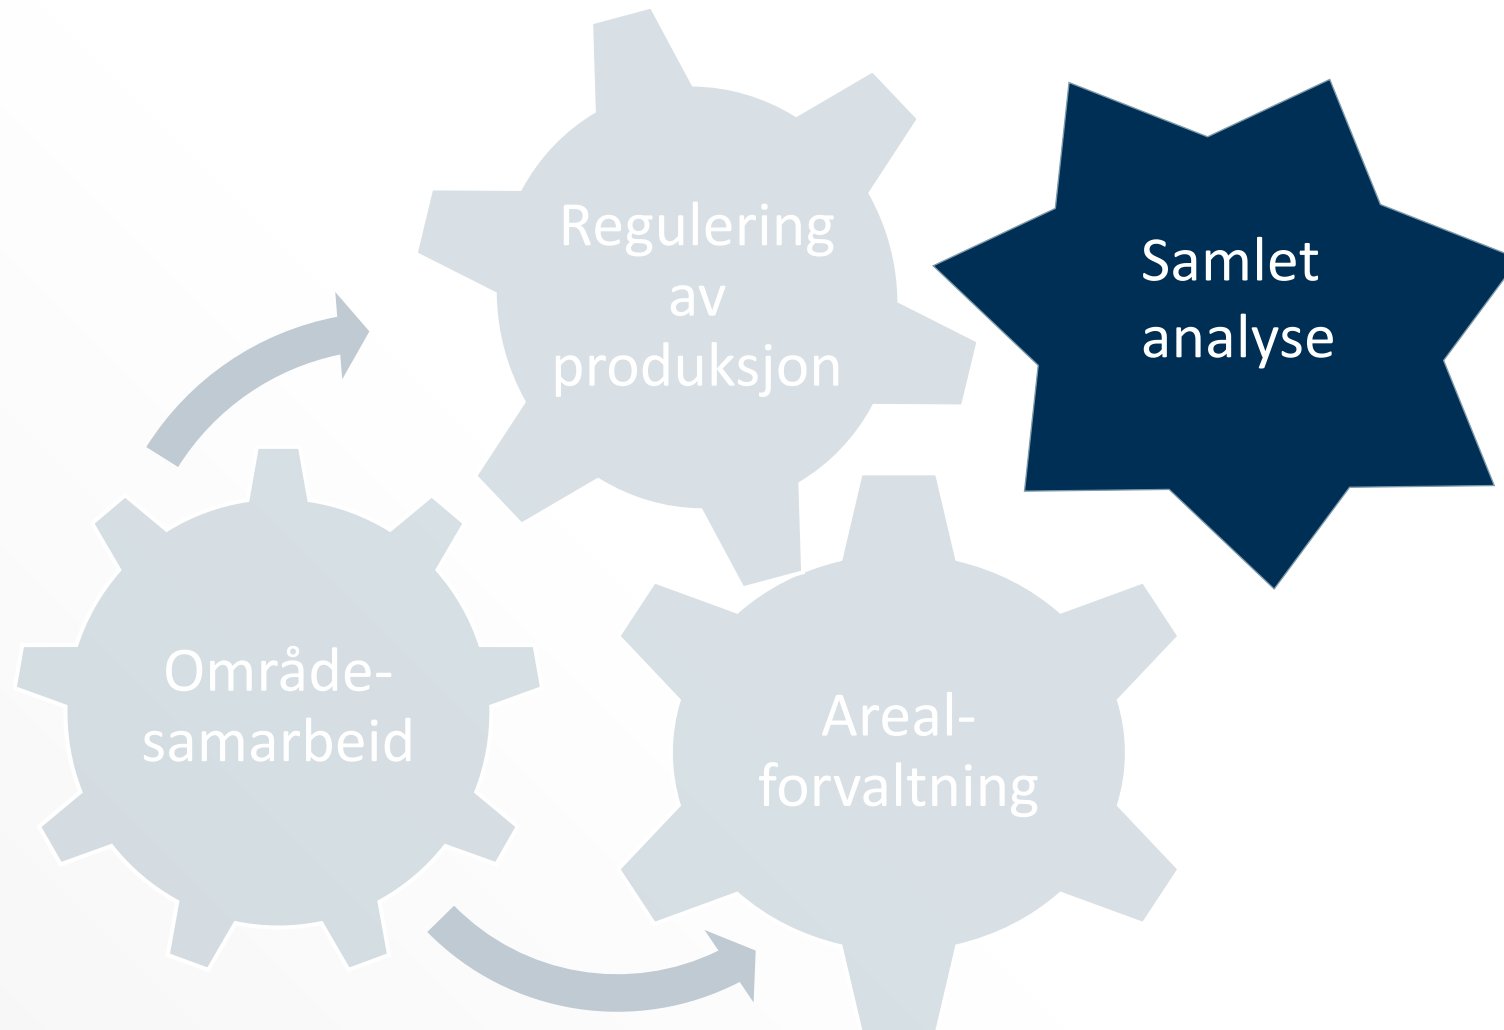 Regulering
av
produksjon
Samlet
analyse
Område-
samarbeid
Areal-
forvaltning